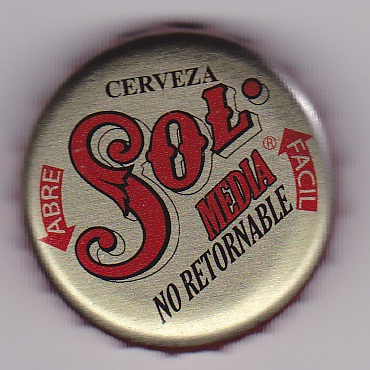 CERVEZA
SOL
®
MEDIA
NO RETORNABLE
ABRE
FACIL